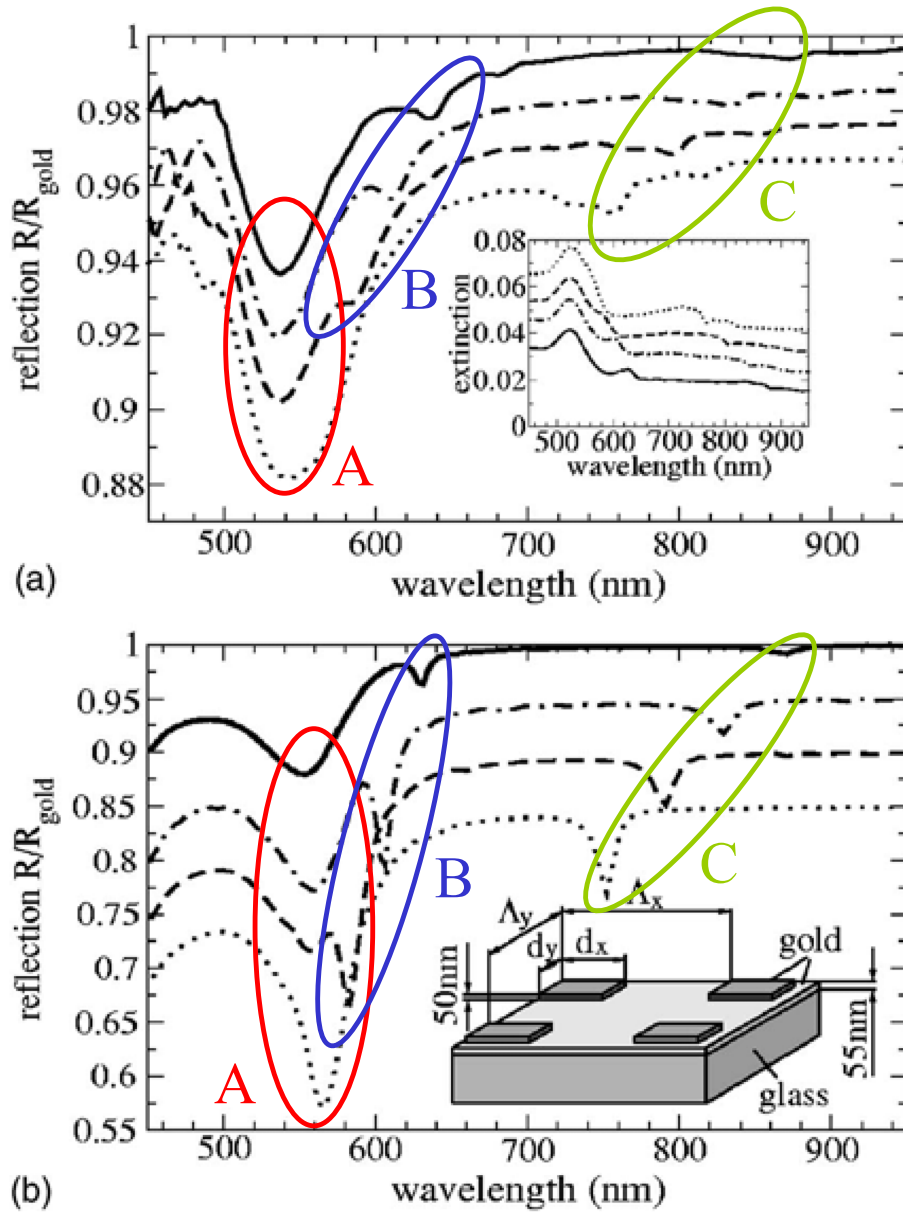 1
0.98
0.96
0.94
0.92
0.9
0.88
reflection R/R_gold
500 600 700 800 900
wavelength (nm)
(a)
A
B
C
0.08
0.06
0.04
0.02
0
extinction
500 600 700 800 900
wavelength (nm)
1
0.95
0.9
0.85
0.8
0.75
0.7
0.65
0.6
0.55
reflection R/R_gold
500 600 700 800 900
wavelength (nm)
(b)
A
B
C
Λy
Λx
dy
dx
gold
50nm
55nm
glass